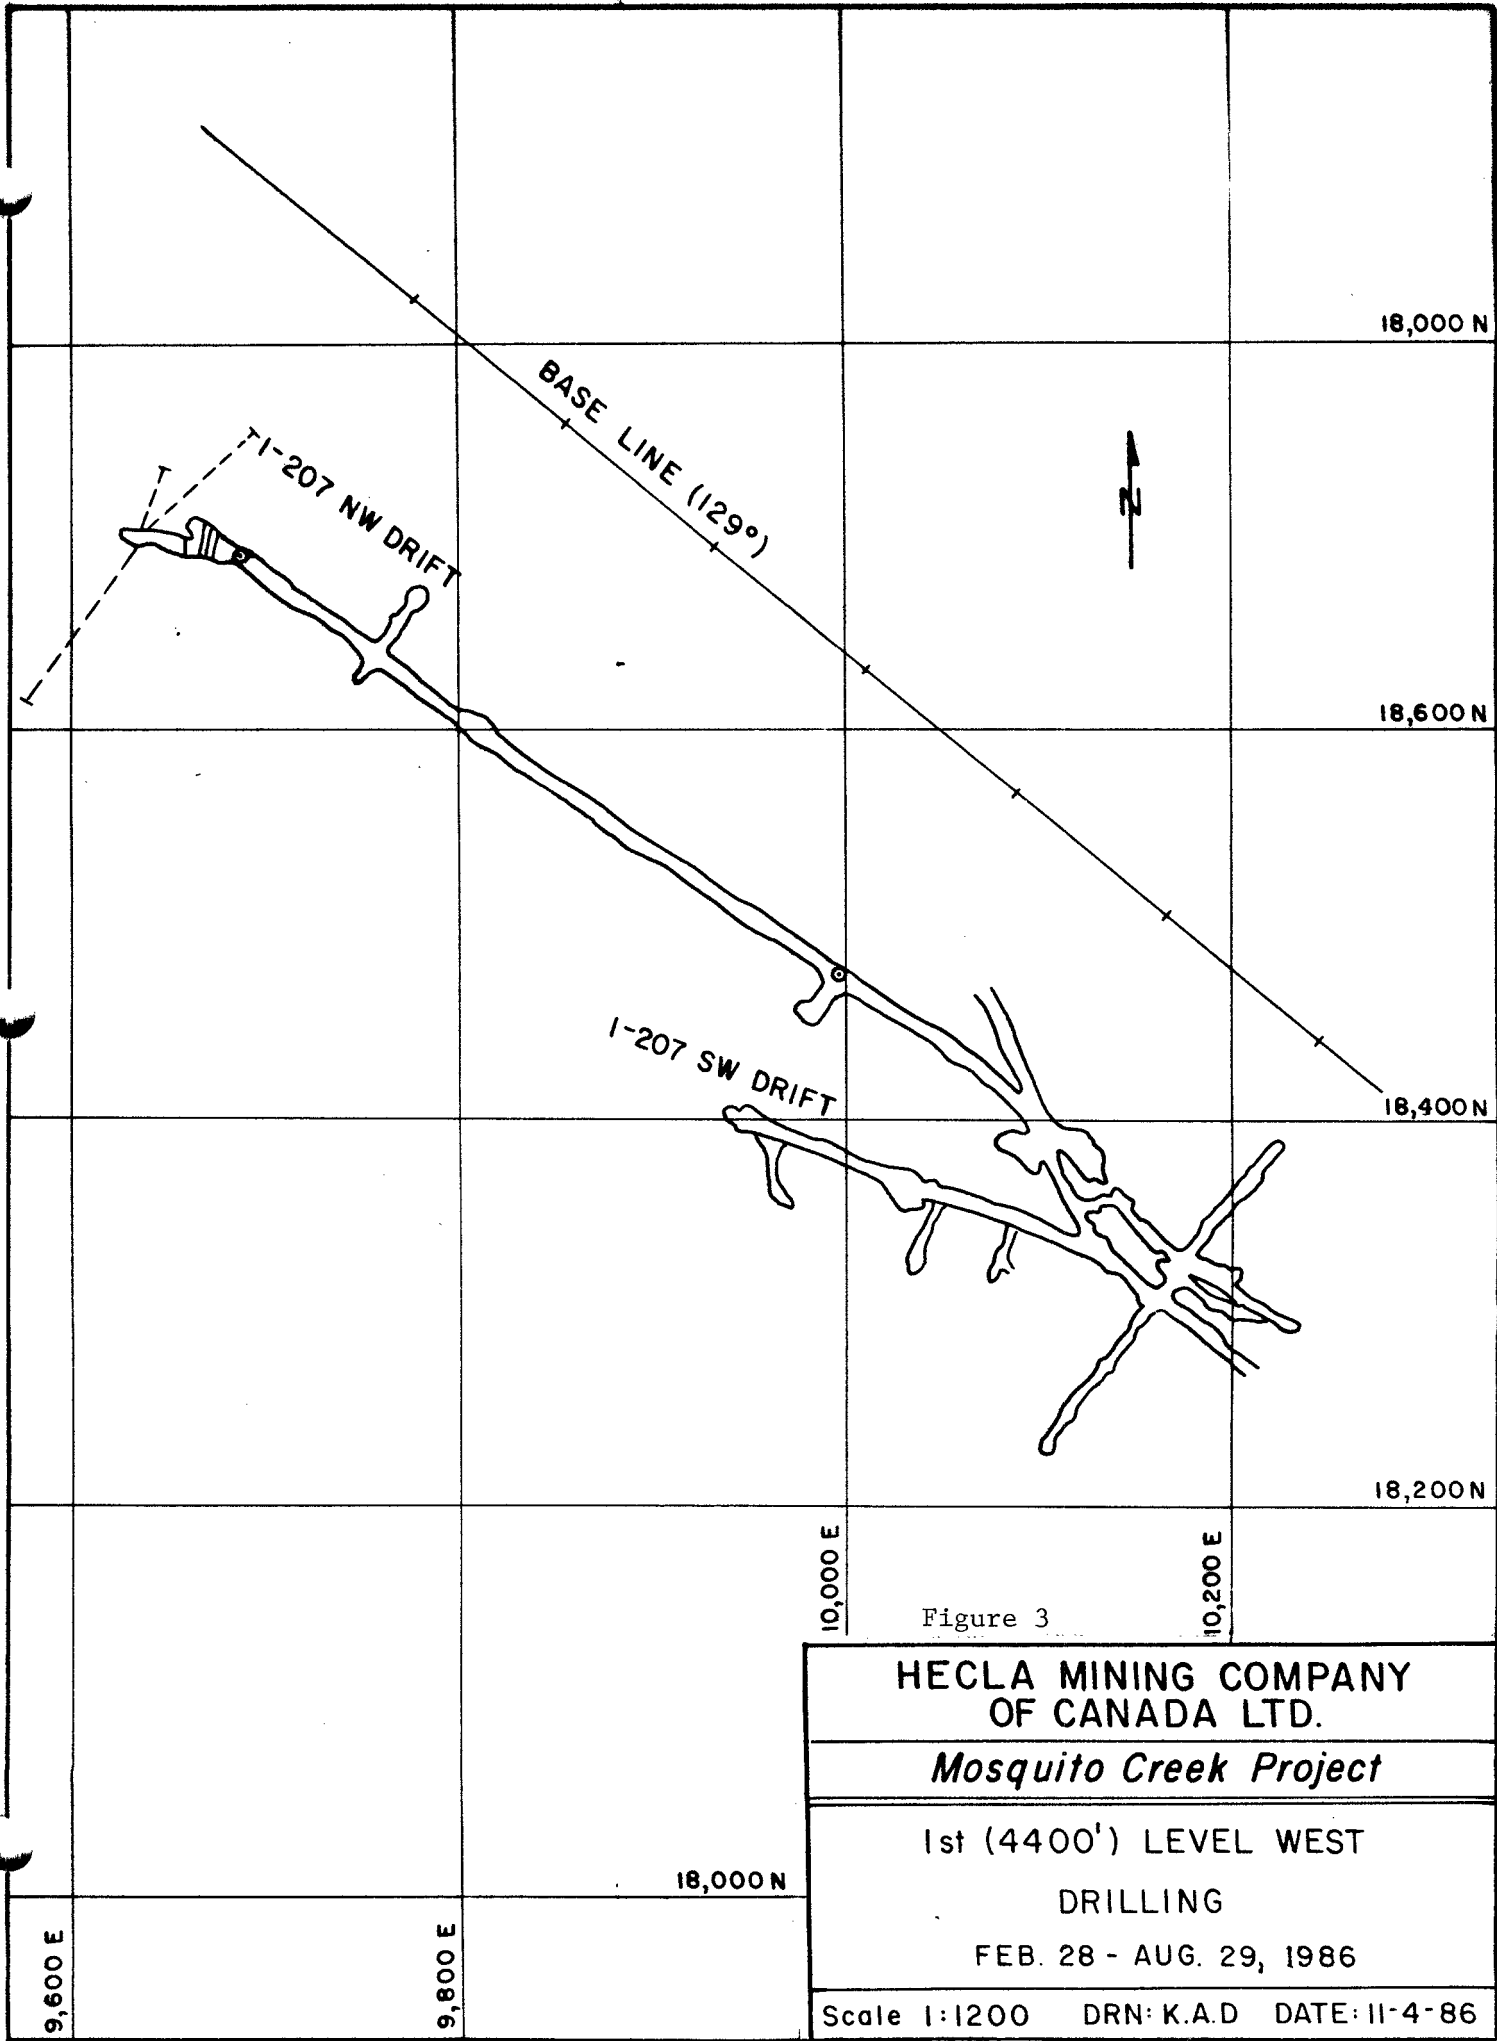 18,000 N
BASE LINE (129°)
1-207 NW DRIFT
N
18,600 N
1-207 SW DRIFT
18,400 N
18,200 N
10,000 E
10,200 E
Figure 3
HECLA MINING COMPANY
OF CANADA LTD.
Mosquito Creek Project
1st (4400') LEVEL WEST
18,000 N
DRILLING
FEB. 28 - AUG. 29, 1986
9,600 E
9,800 E
Scale 1:1200 DRN: K.A.D DATE: 11-4-86